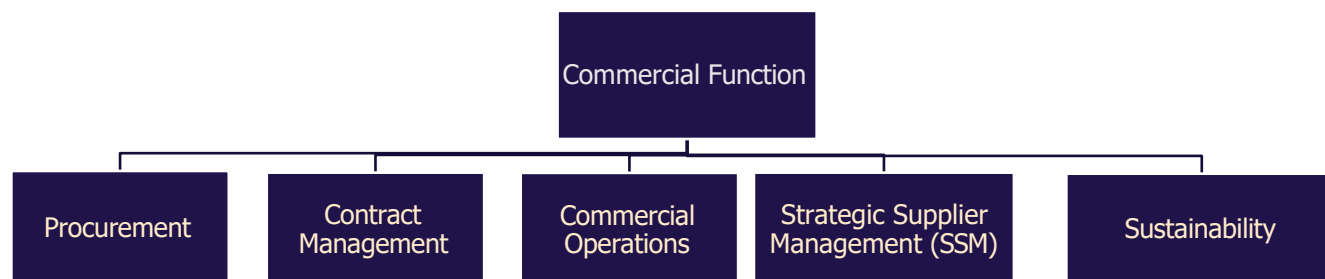 Commercial Function
Procurement
Contract
Management
Commercial
Operations
Strategic Supplier
Management (SSM)
Sustainability